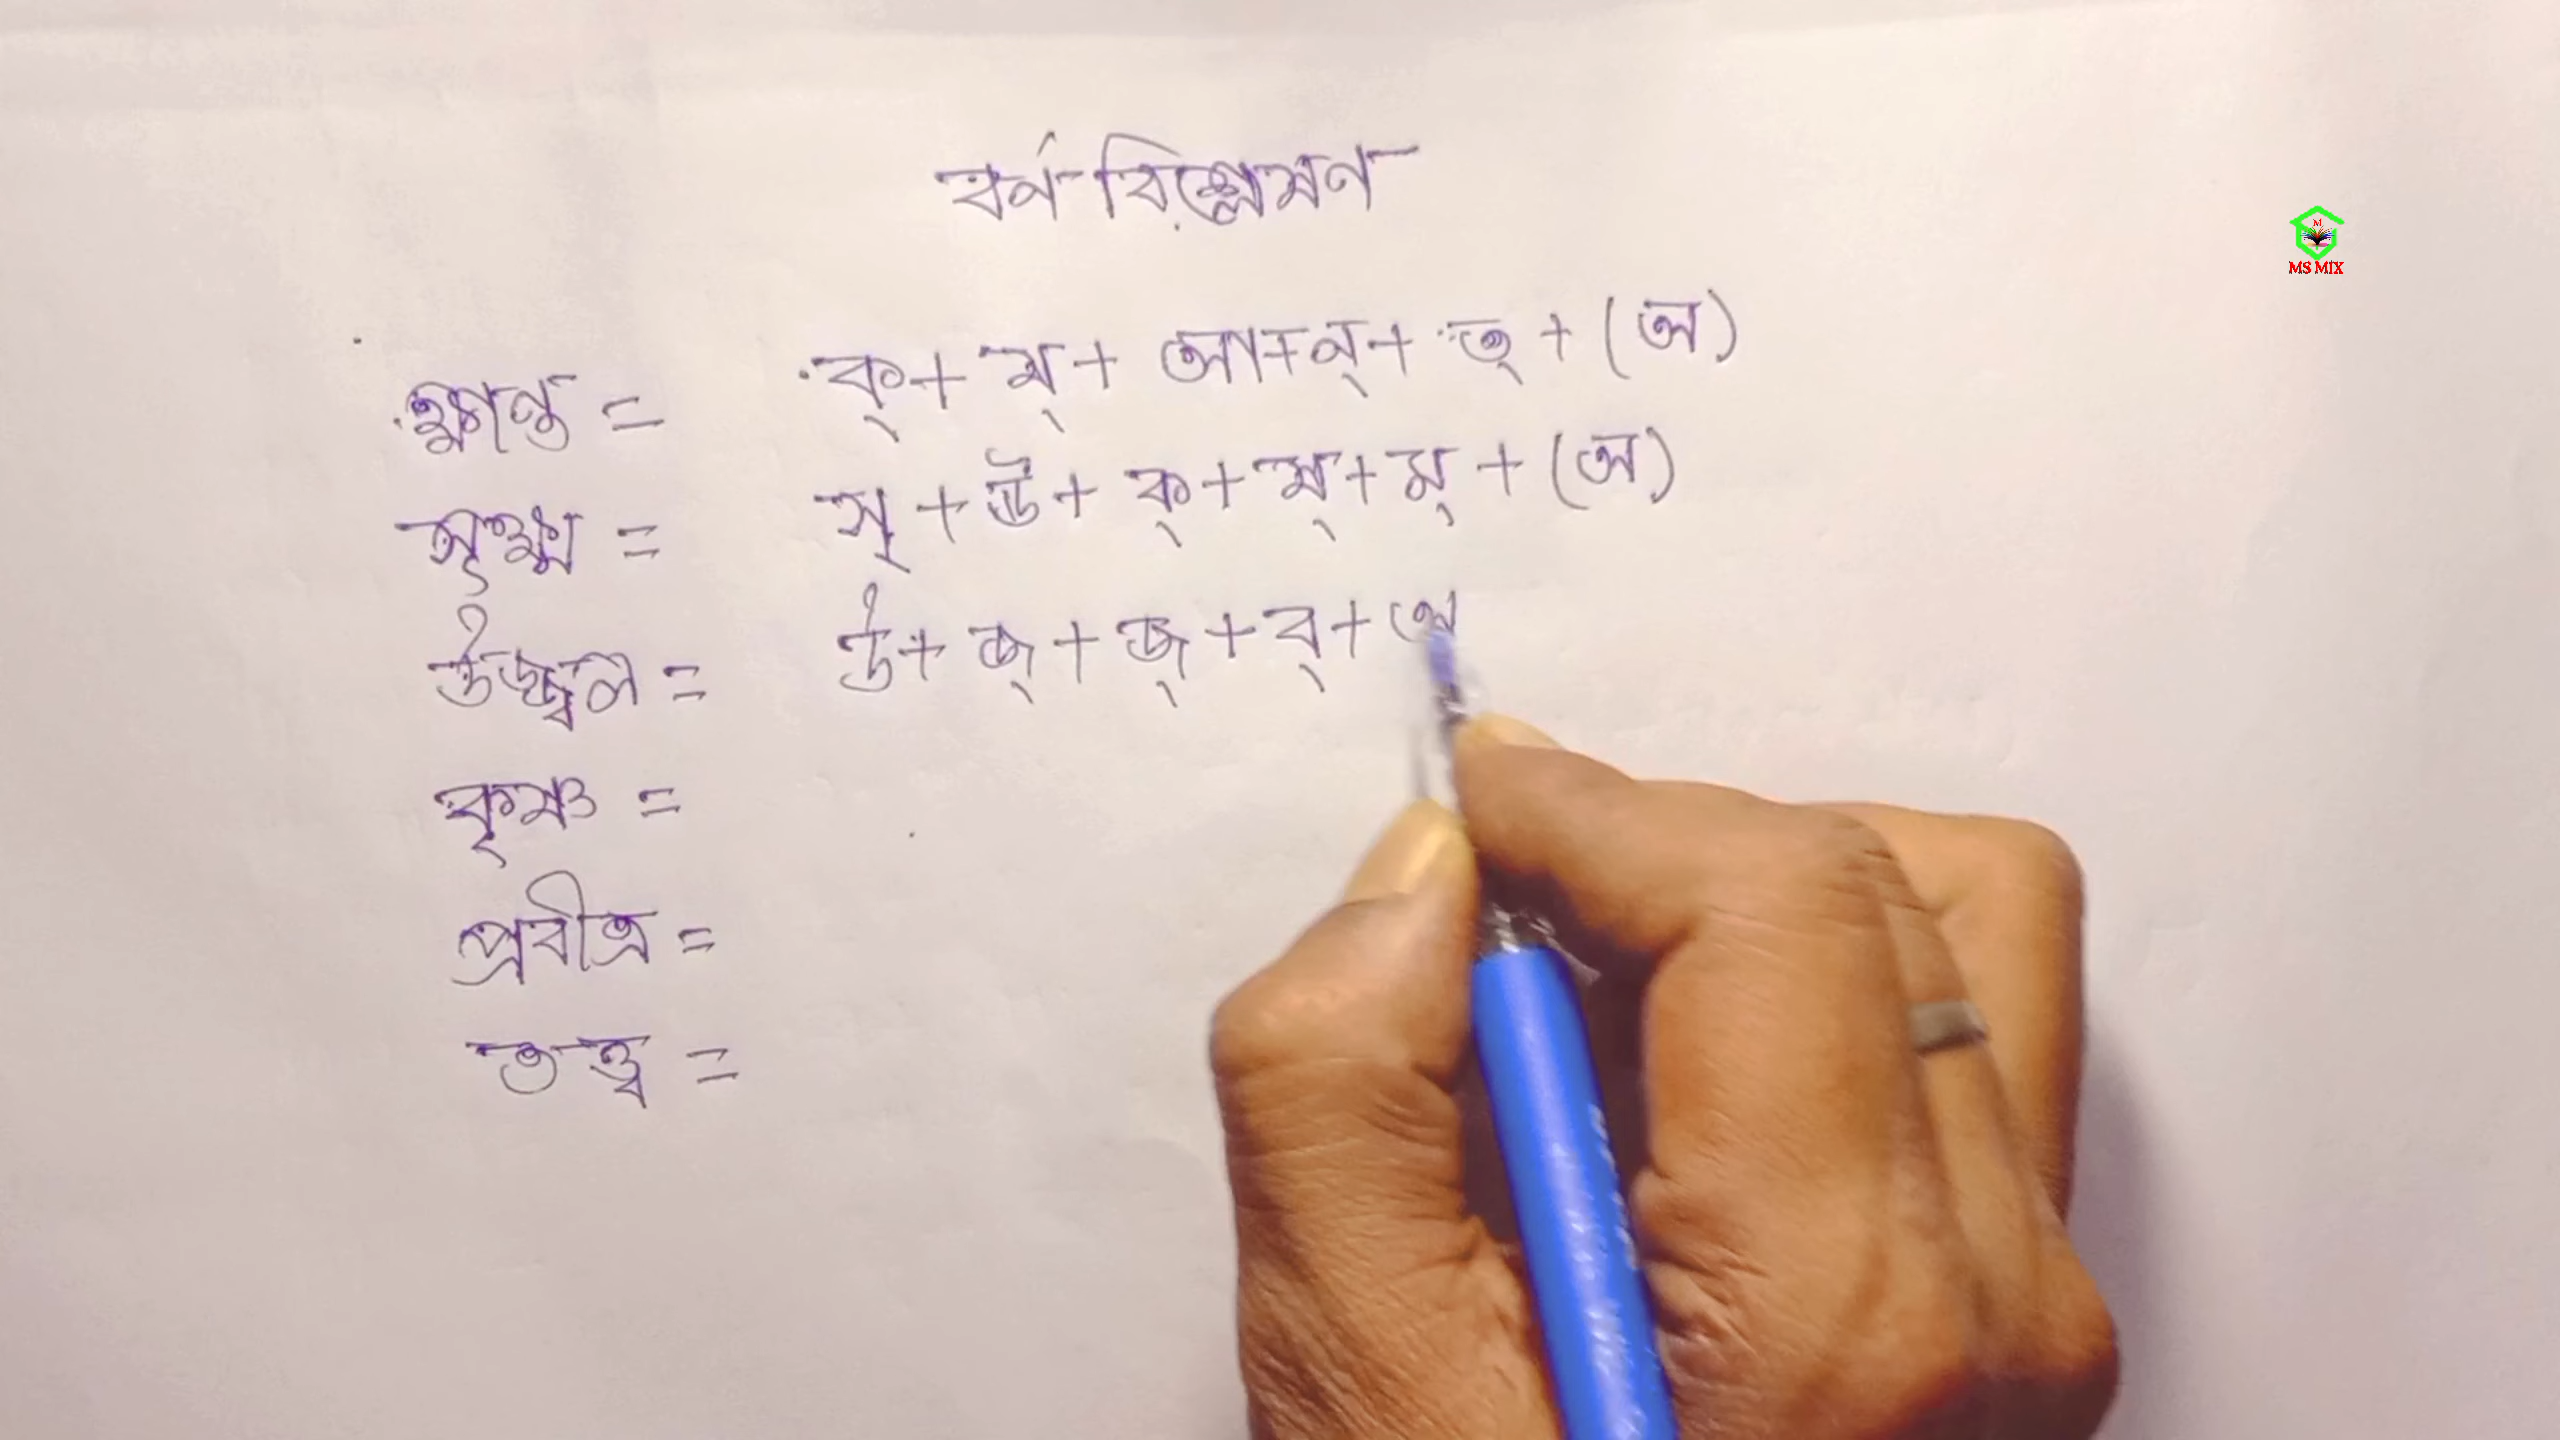 বর্ণ বিশ্লেষণ
M
MS MIX
ক্ষান্ত = ক্ + ষ্ + আ + ন্ + ত্ + (অ)
সূক্ষ্ম = স্ + ঊ + ক্ + ষ্ + ম্ + (অ)
উজ্জ্বল = উ + জ্ + জ্ + ব্ + অ
কৃষ্ণ =
প্রবীত্র =
তত্ত্ব =